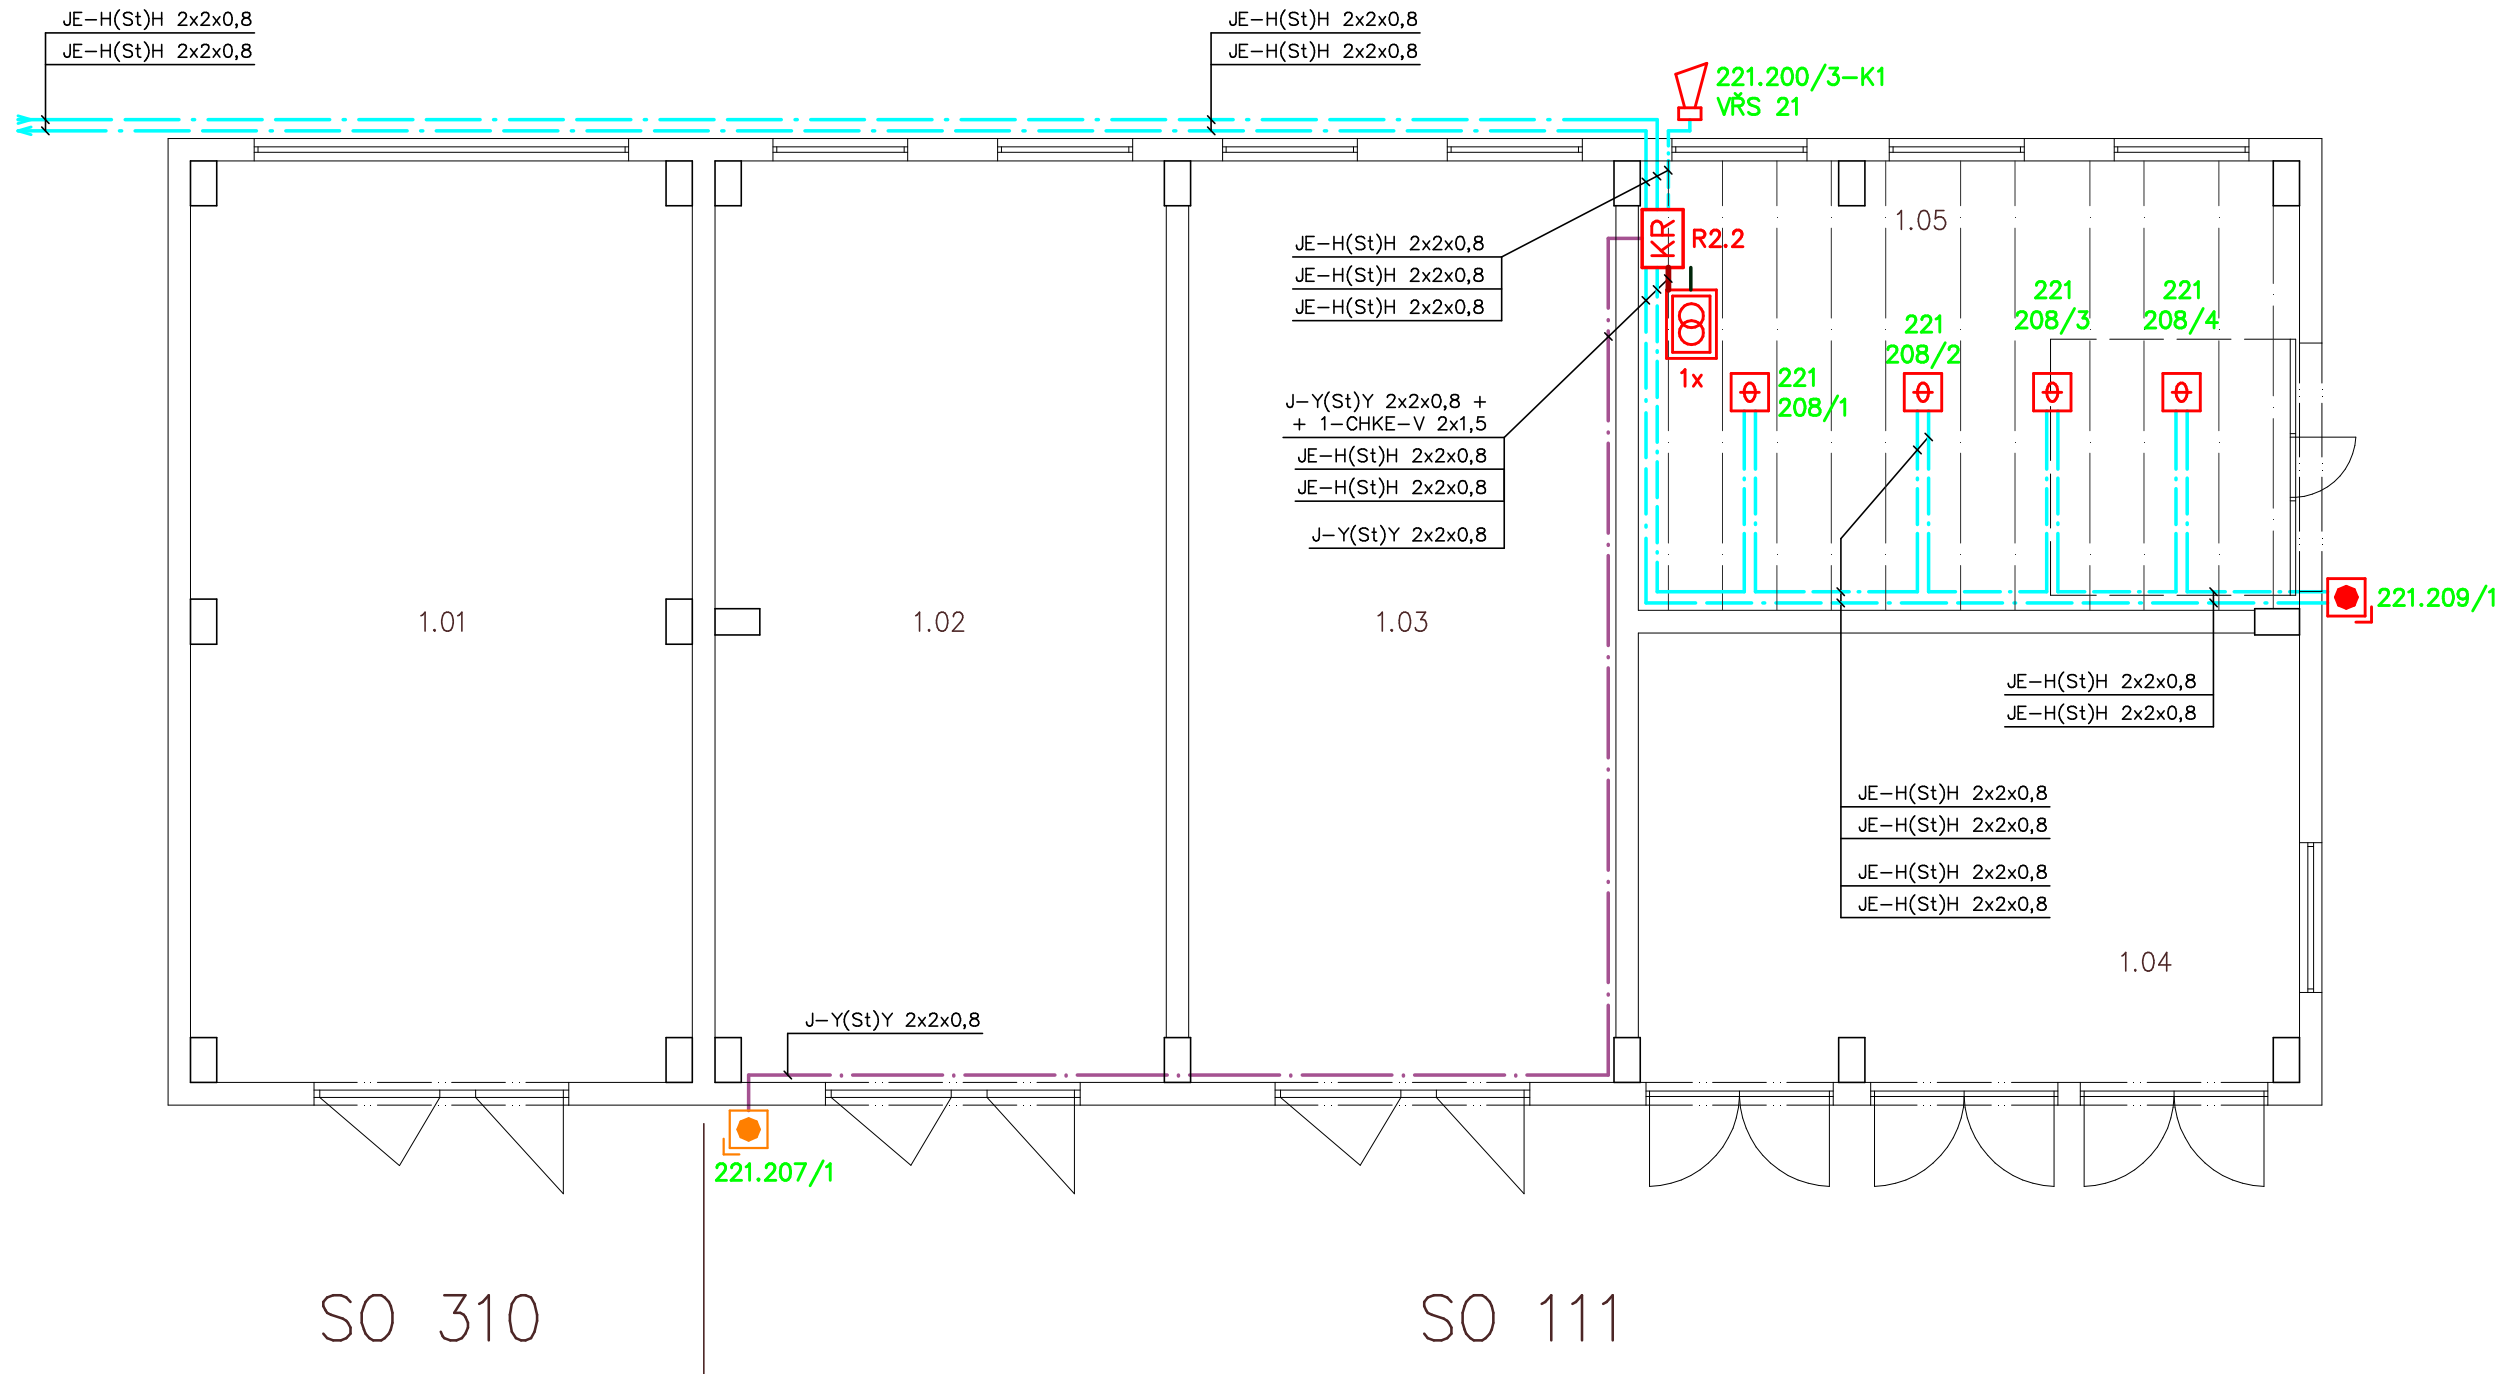 JE-H(St)H 2x2x0,8
JE-H(St)H 2x2x0,8
JE-H(St)H 2x2x0,8
JE-H(St)H 2x2x0,8
221.200/3-K1
VŘS 21
1.05
KR
R2.2
JE-H(St)H 2x2x0,8
JE-H(St)H 2x2x0,8
JE-H(St)H 2x2x0,8
1x
221
208/1
221
208/2
221
208/3
221
208/4
J-Y(St)Y 2x2x0,8 +
+ 1-CHKE-V 2x1,5
JE-H(St)H 2x2x0,8
JE-H(St)H 2x2x0,8
J-Y(St)Y 2x2x0,8
221.209/1
1.01
1.02
1.03
JE-H(St)H 2x2x0,8
JE-H(St)H 2x2x0,8
JE-H(St)H 2x2x0,8
JE-H(St)H 2x2x0,8
JE-H(St)H 2x2x0,8
JE-H(St)H 2x2x0,8
1.04
J-Y(St)Y 2x2x0,8
221.207/1
SO 310
SO 111